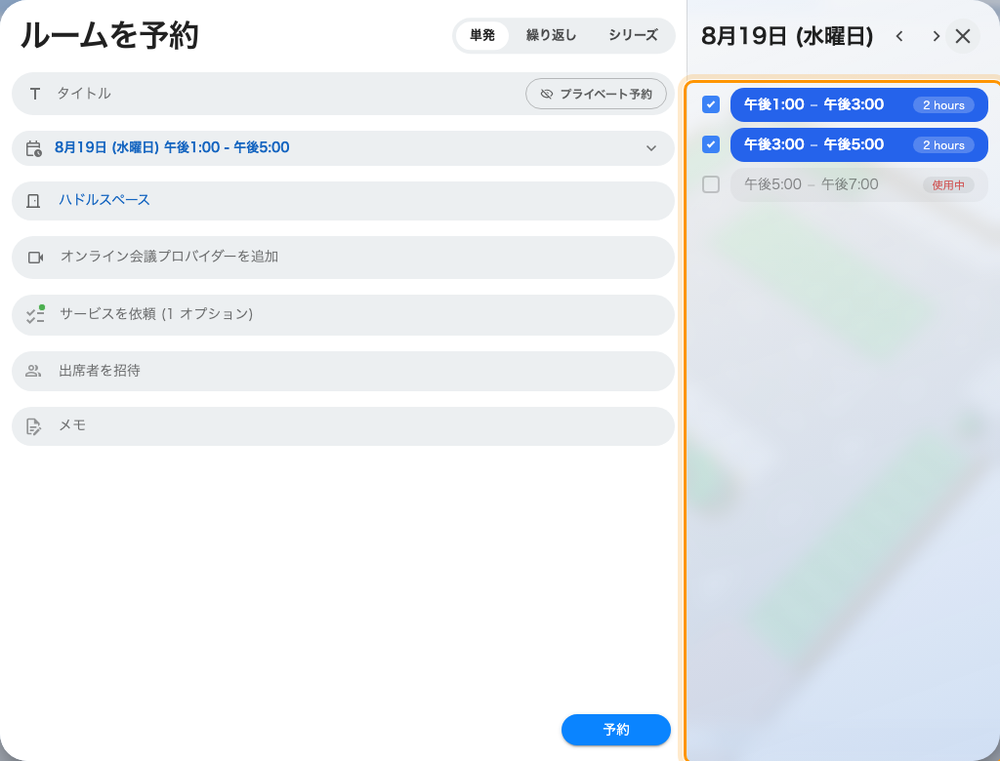 ルームを予約
単発 繰り返し シリーズ
タイトル
プライベート予約
8月19日 (水曜日) 午後1:00 - 午後5:00
ハドルスペース
オンライン会議プロバイダーを追加
サービスを依頼 (1 オプション)
出席者を招待
メモ
予約
8月19日 (水曜日)
午後1:00 – 午後3:00 2 hours
午後3:00 – 午後5:00 2 hours
午後5:00 – 午後7:00 使用中